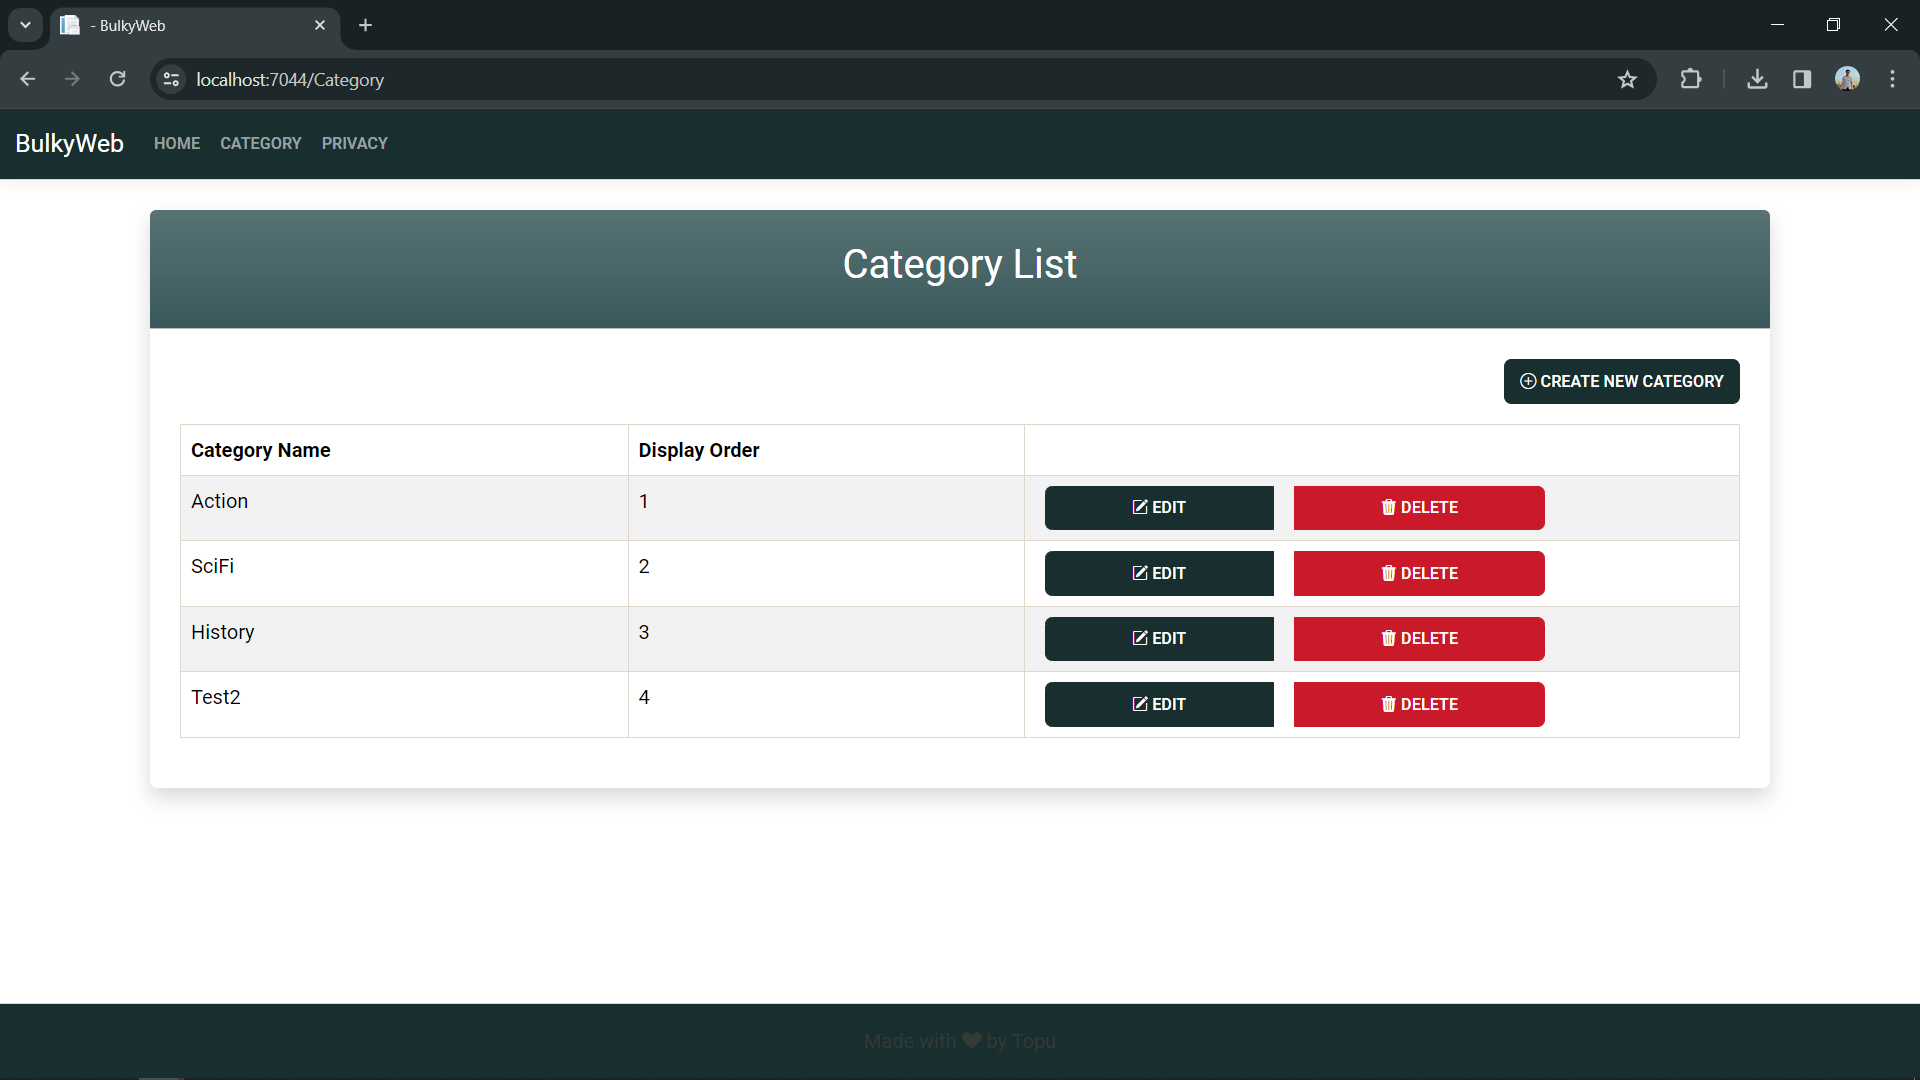 - BulkyWeb
localhost:7044/Category
BulkyWeb HOME CATEGORY PRIVACY
Category List
CREATE NEW CATEGORY
Category Name Display Order
Action 1 EDIT DELETE
SciFi 2 EDIT DELETE
History 3 EDIT DELETE
Test2 4 EDIT DELETE
Made with ❤ by Topu